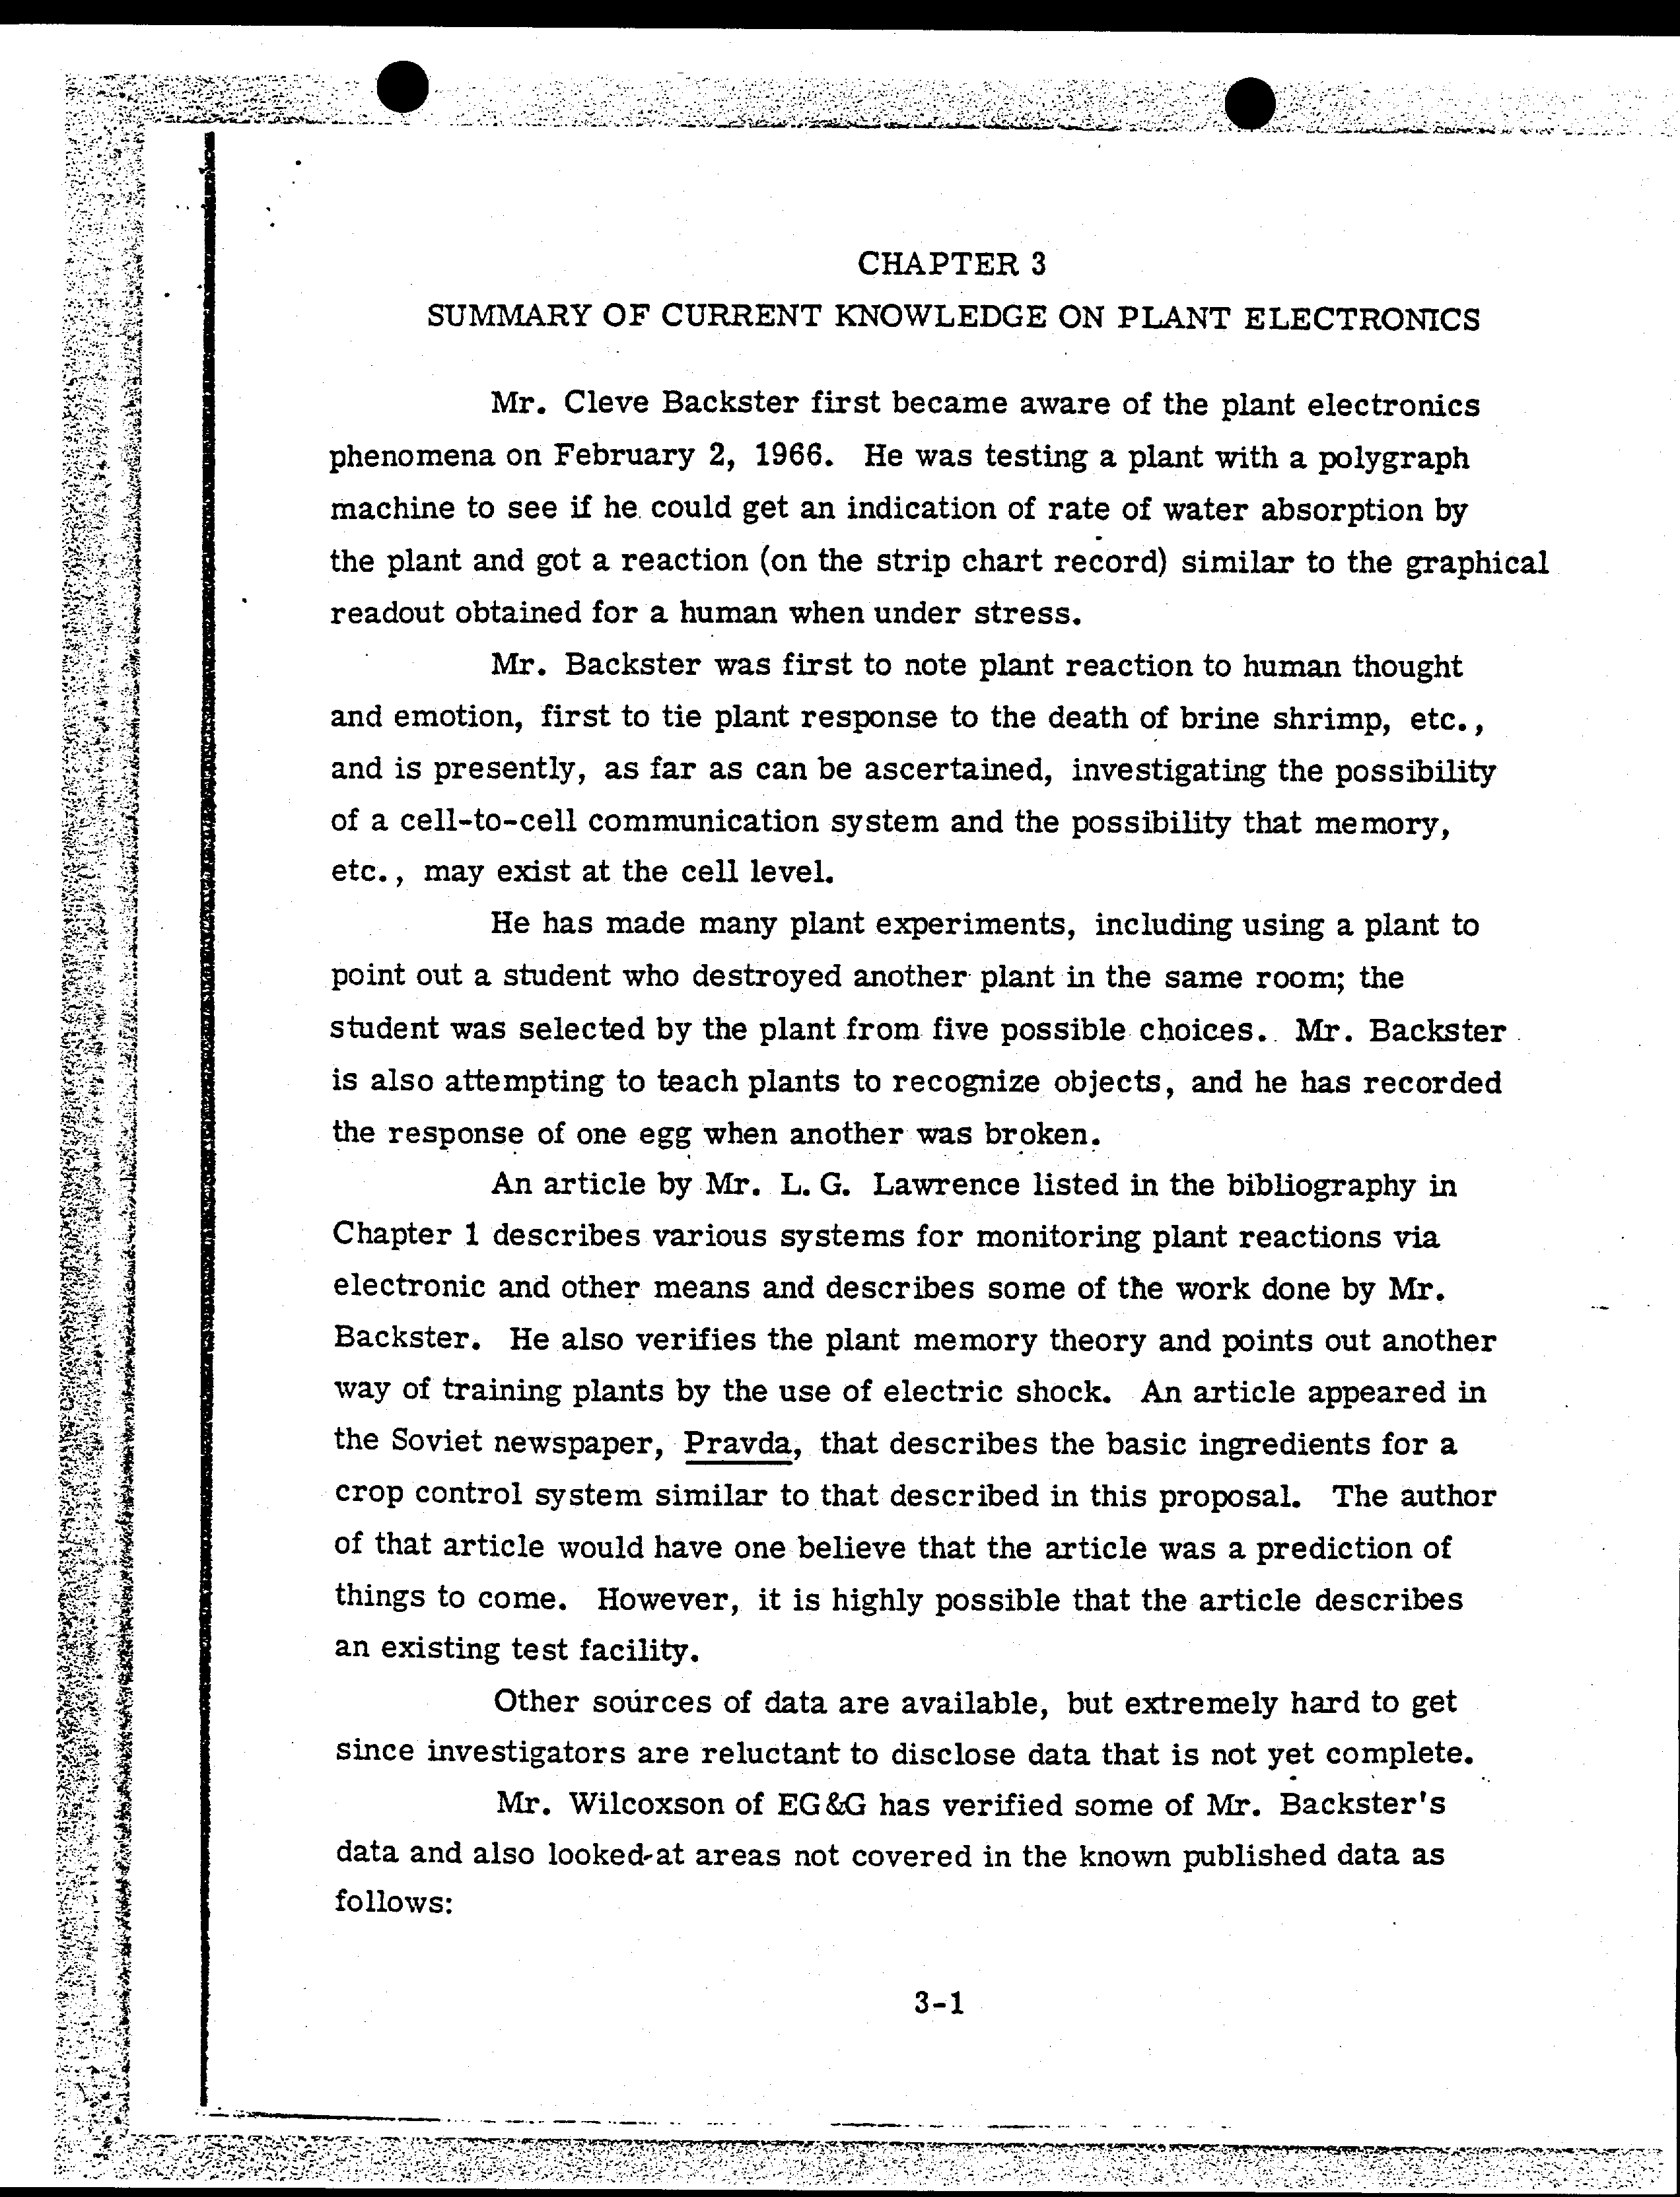 CHAPTER 3
SUMMARY OF CURRENT KNOWLEDGE ON PLANT ELECTRONICS
Mr. Cleve Backster first became aware of the plant electronics
phenomena on February 2, 1966. He was testing a plant with a polygraph
machine to see if he could get an indication of rate of water absorption by
the plant and got a reaction (on the strip chart record) similar to the graphical
readout obtained for a human when under stress.
Mr. Backster was first to note plant reaction to human thought
and emotion, first to tie plant response to the death of brine shrimp, etc.,
and is presently, as far as can be ascertained, investigating the possibility
of a cell-to-cell communication system and the possibility that memory,
etc., may exist at the cell level.
He has made many plant experiments, including using a plant to
point out a student who destroyed another plant in the same room; the
student was selected by the plant from five possible choices. Mr. Backster
is also attempting to teach plants to recognize objects, and he has recorded
the response of one egg when another was broken.
An article by Mr. L. G. Lawrence listed in the bibliography in
Chapter 1 describes various systems for monitoring plant reactions via
electronic and other means and describes some of the work done by Mr.
Backster. He also verifies the plant memory theory and points out another
way of training plants by the use of electric shock. An article appeared in
the Soviet newspaper, Pravda, that describes the basic ingredients for a
crop control system similar to that described in this proposal. The author
of that article would have one believe that the article was a prediction of
things to come. However, it is highly possible that the article describes
an existing test facility.
Other sources of data are available, but extremely hard to get
since investigators are reluctant to disclose data that is not yet complete.
Mr. Wilcoxson of EG&G has verified some of Mr. Backster's
data and also looked-at areas not covered in the known published data as
follows:
3-1